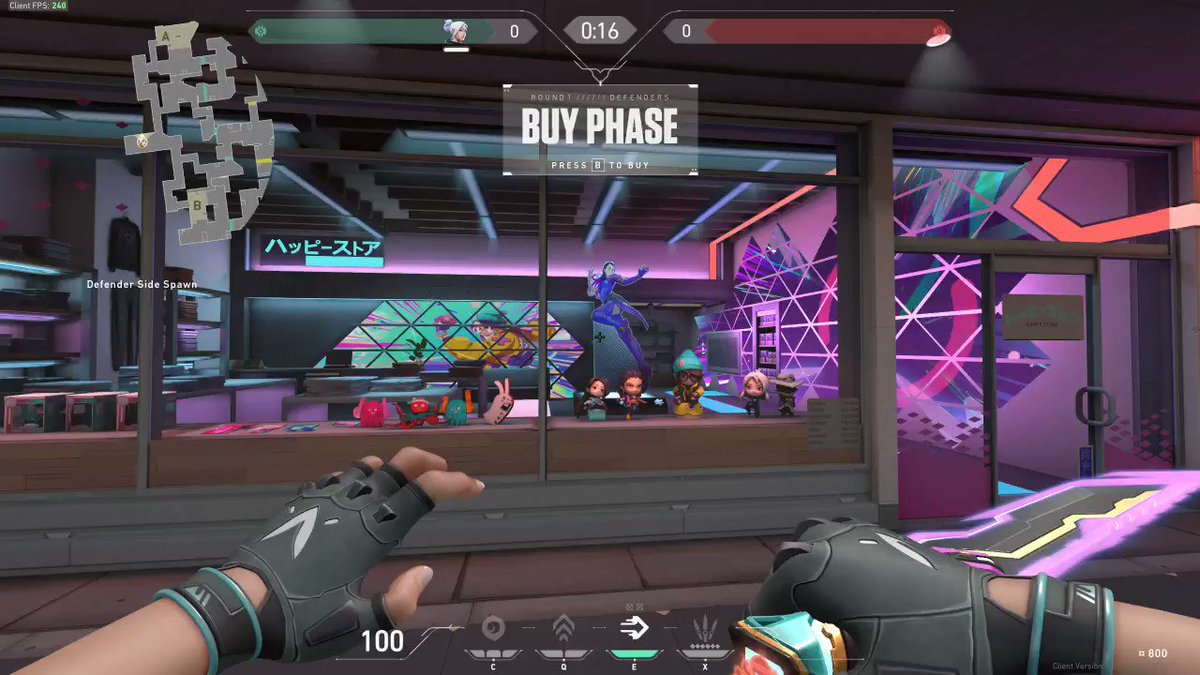 Client FPS: 240
0
0:16
0
ROUND 1 ////// DEFENDERS
BUY PHASE
PRESS B TO BUY
A
B
Defender Side Spawn
ハッピーストア
100
C
Q
E
X
800
Client Version